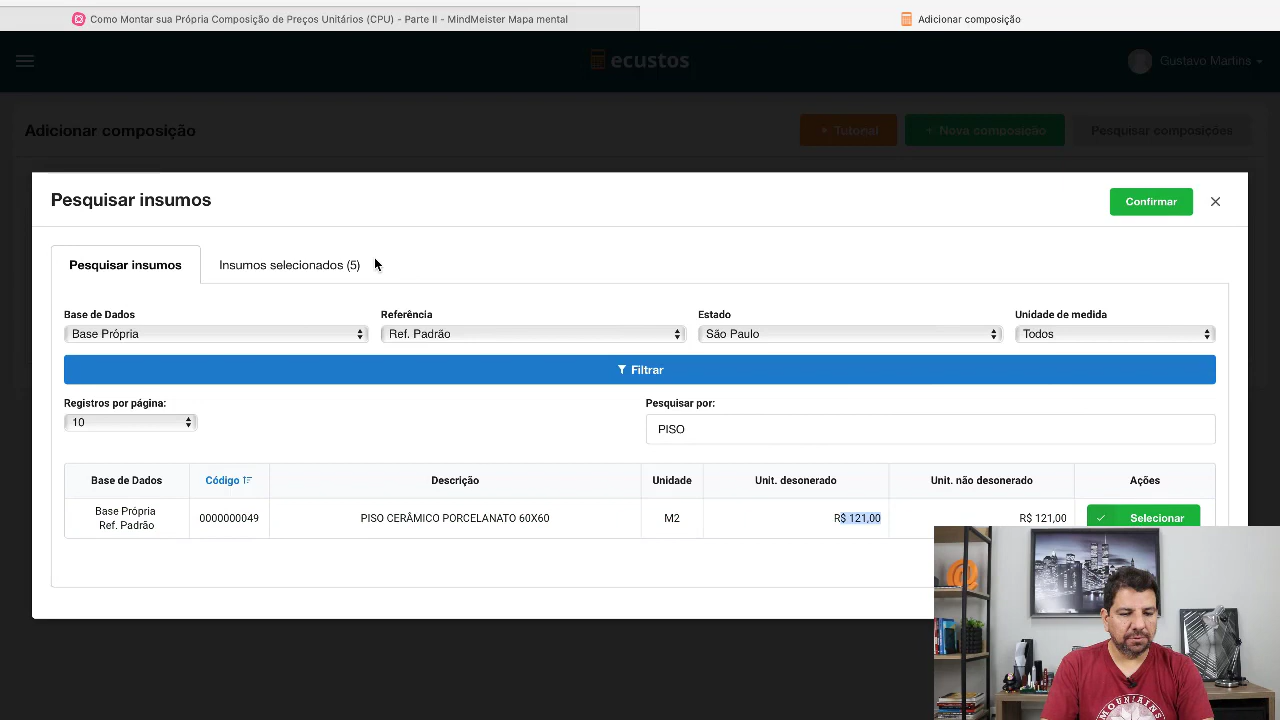 Como Montar sua Própria Composição de Preços Unitários (CPU) - Parte II - MindMeister Mapa mental
Adicionar composição
ecustos
Gustavo Martins
Adicionar composição
Tutorial
+ Nova composição
Pesquisar composições
Pesquisar insumos
Confirmar
Pesquisar insumos
Insumos selecionados (5)
Base de Dados
Referência
Estado
Unidade de medida
Base Própria
Ref. Padrão
São Paulo
Todos
Filtrar
Registros por página:
Pesquisar por:
10
PISO
Base de Dados
Código
Descrição
Unidade
Unit. desonerado
Unit. não desonerado
Ações
Base Própria
Ref. Padrão
0000000049
PISO CERÂMICO PORCELANATO 60X60
M2
R$ 121,00
R$ 121,00
Selecionar